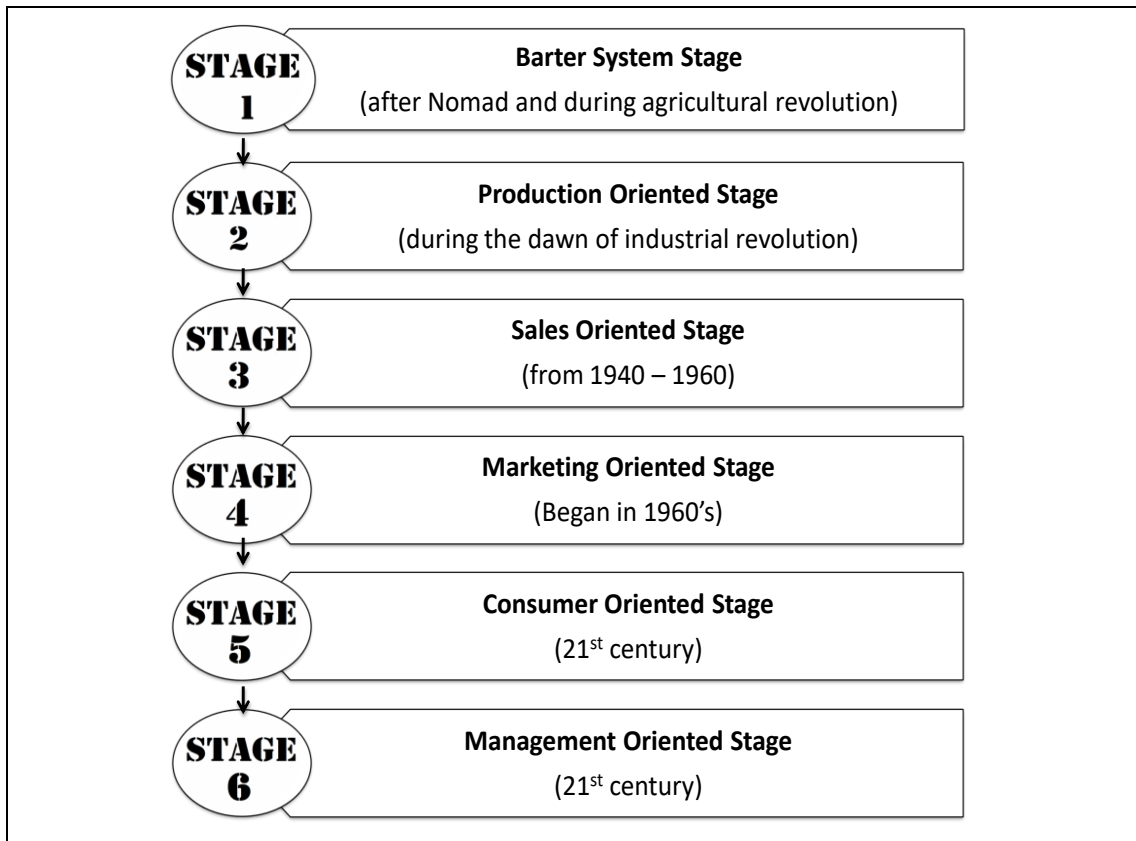 STAGE
1
Barter System Stage
(after Nomad and during agricultural revolution)
STAGE
2
Production Oriented Stage
(during the dawn of industrial revolution)
STAGE
3
Sales Oriented Stage
(from 1940 – 1960)
STAGE
4
Marketing Oriented Stage
(Began in 1960’s)
STAGE
5
Consumer Oriented Stage
(21st century)
STAGE
6
Management Oriented Stage
(21st century)